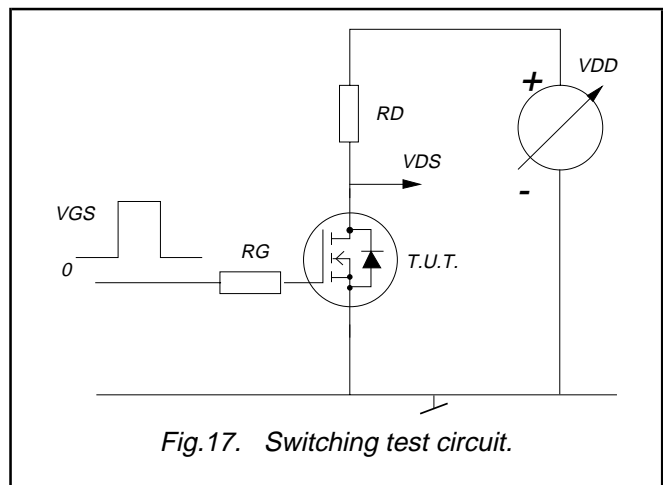 +
VDD
RD
VDS
-
VGS
0
RG
T.U.T.
Fig.17. Switching test circuit.